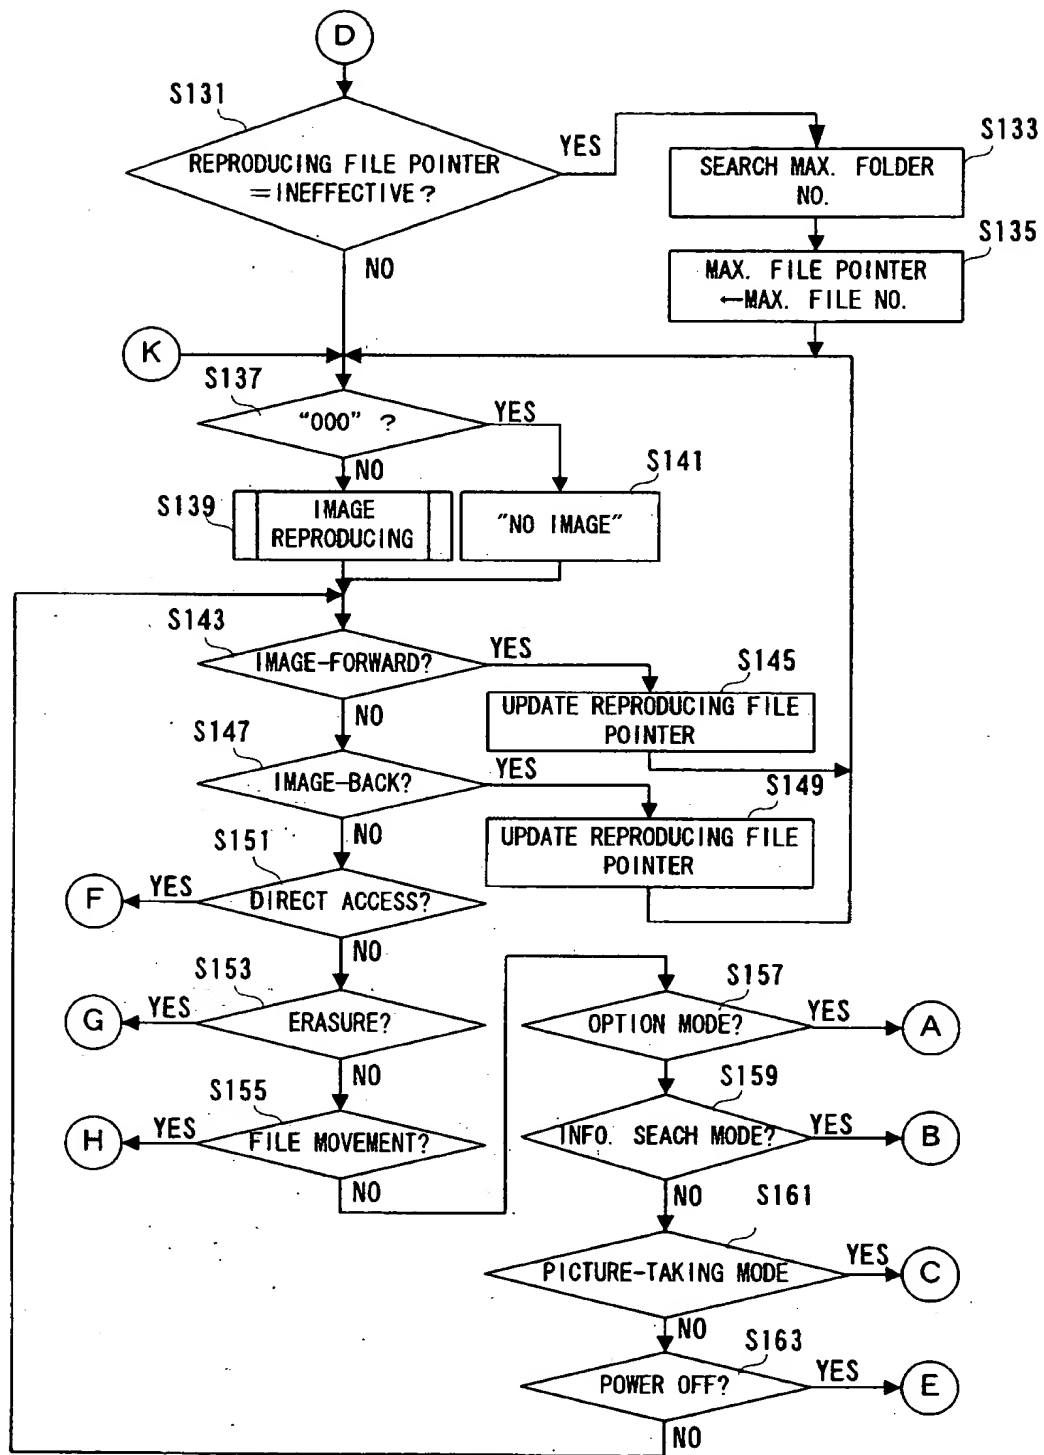 D
S131
REPRODUCING FILE POINTER
=INEFFECTIVE?
YES
NO
S133
SEARCH MAX. FOLDER
NO.
S135
MAX. FILE POINTER
←MAX. FILE NO.
K
S137
"000" ?
YES
NO
S139
IMAGE
REPRODUCING
S141
"NO IMAGE"
S143
IMAGE-FORWARD?
YES
NO
S145
UPDATE REPRODUCING FILE
POINTER
S147
IMAGE-BACK?
YES
NO
S149
UPDATE REPRODUCING FILE
POINTER
S151
F
YES
DIRECT ACCESS?
NO
S153
G
YES
ERASURE?
NO
S155
H
YES
FILE MOVEMENT?
NO
S157
OPTION MODE?
YES
A
S159
INFO. SEACH MODE?
YES
B
NO
S161
PICTURE-TAKING MODE
YES
C
NO
S163
POWER OFF?
YES
E
NO